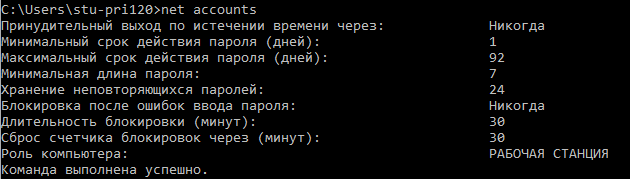 C:\Users\stu-pri120>net accounts
Принудительный выход по истечении времени через: Никогда
Минимальный срок действия пароля (дней): 1
Максимальный срок действия пароля (дней): 92
Минимальная длина пароля: 7
Хранение неповторяющихся паролей: 24
Блокировка после ошибок ввода пароля: Никогда
Длительность блокировки (минут): 30
Сброс счетчика блокировок через (минут): 30
Роль компьютера: РАБОЧАЯ СТАНЦИЯ
Команда выполнена успешно.